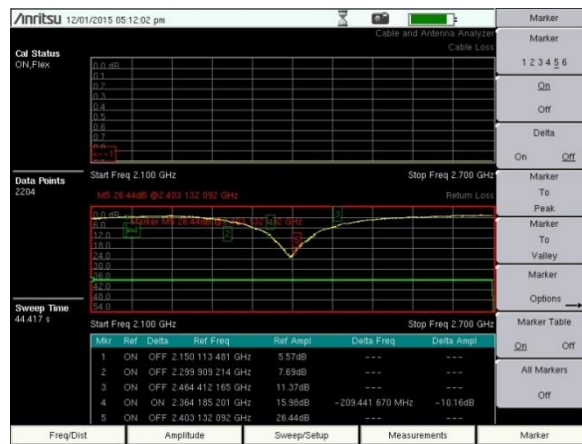 Anritsu 12/01/2015 05:12:02 pm
Marker
Cable and Antenna Analyzer
Cable Loss
Cal Status
ON,Flex
0.0 dB
0.1
0.2
0.3
0.4
0.5
0.6
0.7
Start Freq 2.100 GHz
Stop Freq 2.700 GHz
Data Points
2204
M5 26.44dB @2.403 132 092 GHz
Return Loss
0.0 dB
6.0
12.0
18.0
24.0
36.0
42.0
48.0
54.0
2
3
5
Start Freq 2.100 GHz
Stop Freq 2.700 GHz
Sweep Time
44.417 s
Mkr Ref Delta Ref Freq Ref Ampl Delta Freq Delta Ampl
1 ON OFF 2.150 113 481 GHz 5.57dB --- ---
2 ON OFF 2.299 909 214 GHz 7.69dB --- ---
3 ON OFF 2.464 412 165 GHz 11.37dB --- ---
4 ON ON 2.364 185 201 GHz 15.98dB -209.441 670 MHz -10.16dB
5 ON OFF 2.403 132 092 GHz 26.44dB --- ---
Marker
1 2 3 4 5 6
On
Off
Delta
On Off
Marker
To
Peak
Marker
To
Valley
Marker
Options
Marker Table
On Off
All Markers
Off
Freq/Dist
Amplitude
Sweep/Setup
Measurements
Marker